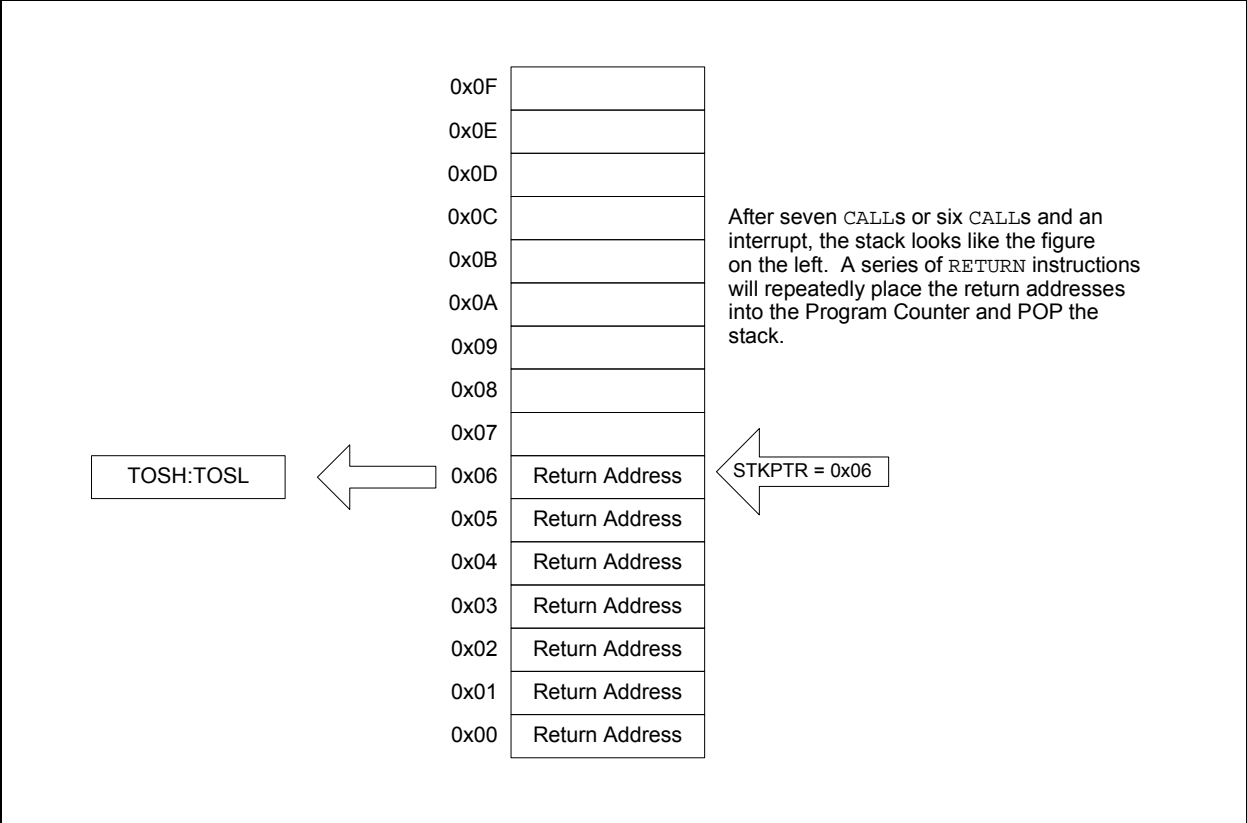 0x0F
0x0E
0x0D
0x0C
0x0B
0x0A
0x09
0x08
0x07
After seven CALLs or six CALLs and an
interrupt, the stack looks like the figure
on the left. A series of RETURN instructions
will repeatedly place the return addresses
into the Program Counter and POP the
stack.
TOSH:TOSL
0x06 Return Address
STKPTR = 0x06
0x05 Return Address
0x04 Return Address
0x03 Return Address
0x02 Return Address
0x01 Return Address
0x00 Return Address